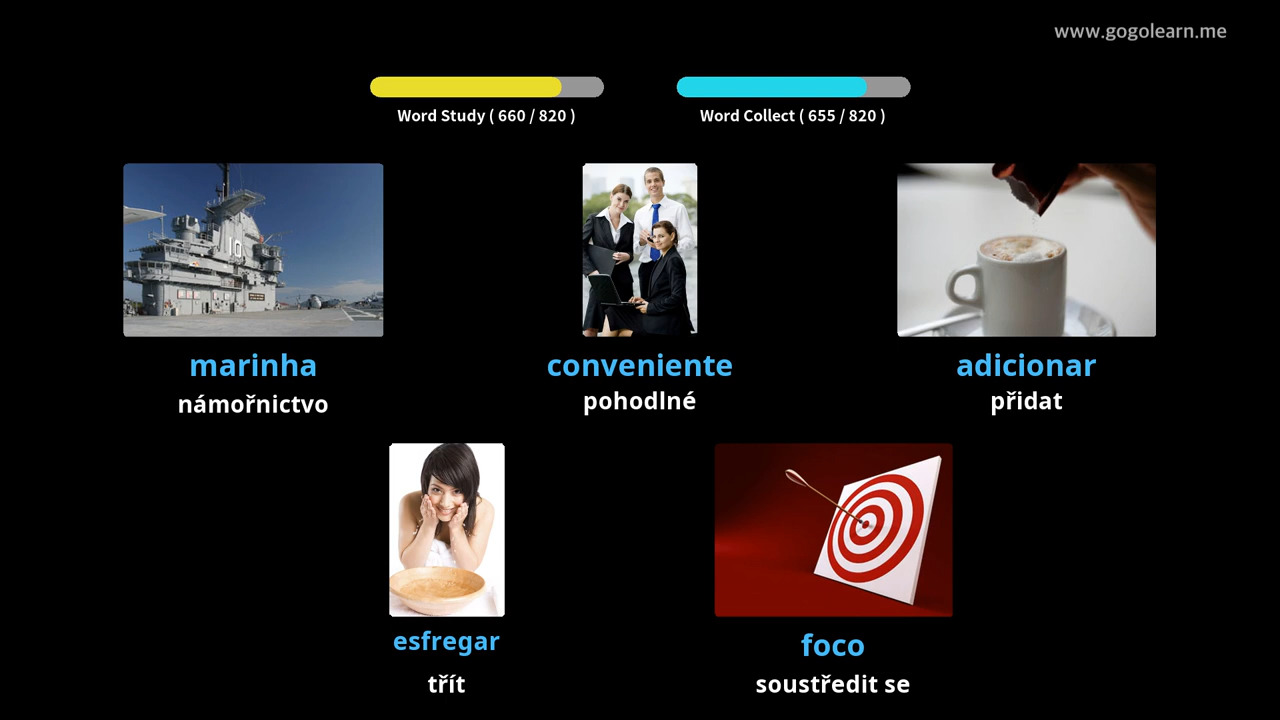 www.gogolearn.me
Word Study ( 660 / 820 )
Word Collect ( 655 / 820 )
10
marinha
námořnictvo
conveniente
pohodlné
adicionar
přidat
esfregar
třít
foco
soustředit se